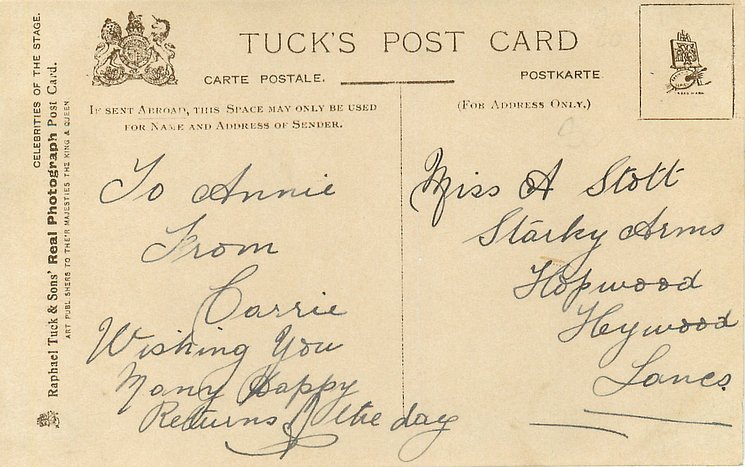 TUCK'S POST CARD
CARTE POSTALE.
POSTKARTE
IF SENT ABROAD, THIS SPACE MAY ONLY BE USED
FOR NAME AND ADDRESS OF SENDER.
(FOR ADDRESS ONLY.)
To Annie
From
Carrie
Wishing You
Many Happy
Returns of the day
Miss A Stott
Starky Arms
Hopwood
Heywood
Lancs
CELEBRITIES OF THE STAGE.
Raphael Tuck & Sons' Real Photograph Post Card.
ART PUBLISHERS TO THEIR MAJESTIES THE KING & QUEEN